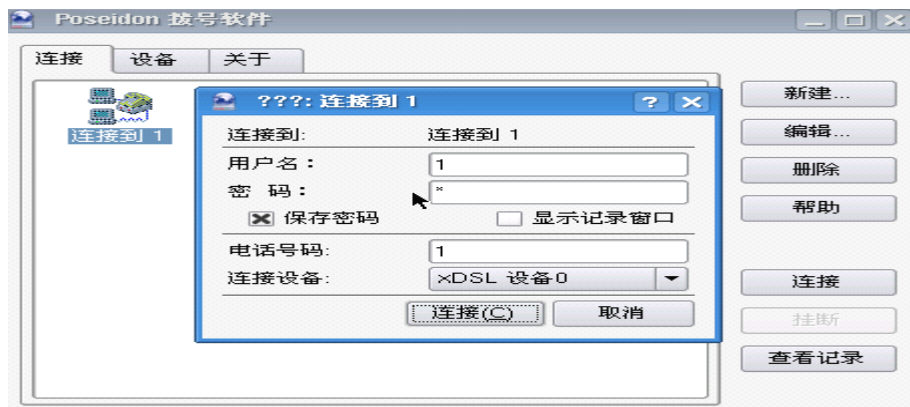 Poseidon 拨号软件
连接 设备 关于
连接到 1
???: 连接到 1
连接到: 连接到 1
用户名： 1
密 码： *
保存密码 显示记录窗口
电话号码: 1
连接设备: xDSL 设备0
连接(C) 取消
新建...
编辑...
删除
帮助
连接
挂断
查看记录